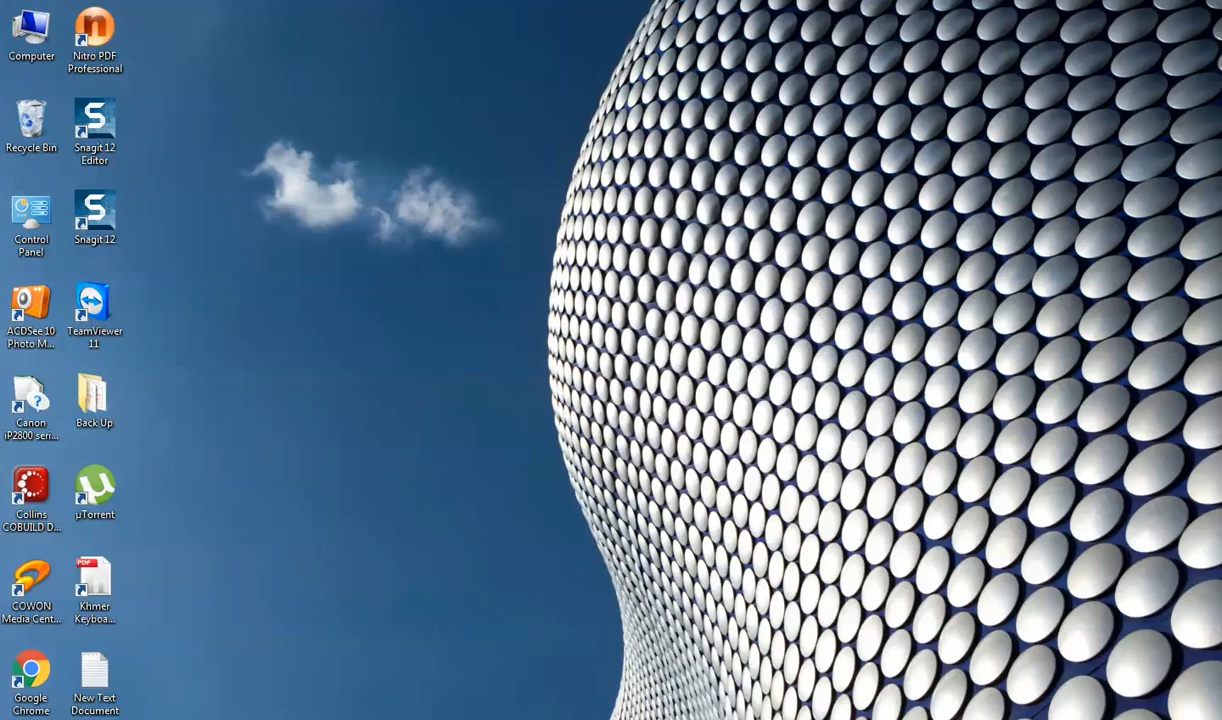 Computer
Nitro PDF
Professional
Recycle Bin
Snagit 12
Editor
Control
Panel
Snagit 12
ACDSee 10
Photo M...
TeamViewer
11
Canon
iP2800 seri...
Back Up
Collins
COBUILD D...
µTorrent
COWON
Media Cent...
PDF
Khmer
Keyboa...
Google
Chrome
New Text
Document